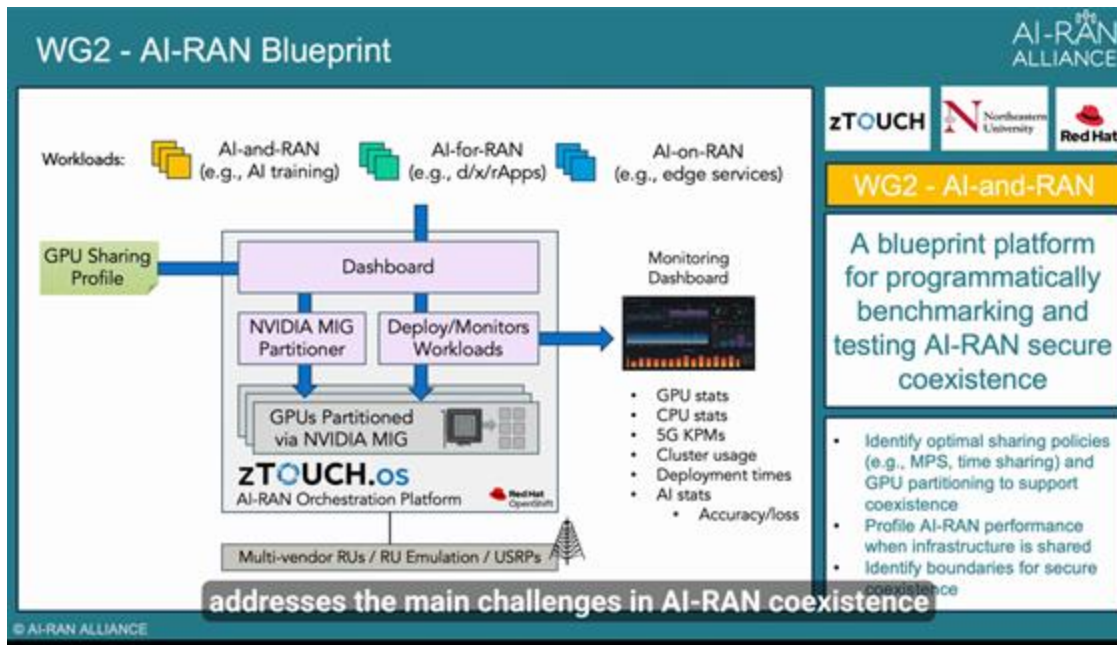 WG2 - AI-RAN Blueprint
AI-RAN
ALLIANCE
Workloads:
AI-and-RAN
(e.g., AI training)
AI-for-RAN
(e.g., d/x/rApps)
AI-on-RAN
(e.g., edge services)
GPU Sharing
Profile
Dashboard
NVIDIA MIG
Partitioner
Deploy/Monitors
Workloads
GPUs Partitioned
via NVIDIA MIG
zTOUCH.os
AI-RAN Orchestration Platform
Red Hat
OpenShift
Multi-vendor RUs / RU Emulation / USRPs
Monitoring
Dashboard
• GPU stats
• CPU stats
• 5G KPMs
• Cluster usage
• Deployment times
• AI stats
• Accuracy/loss
zTOUCH
N Northeastern
University
Red Hat
WG2 - AI-and-RAN
A blueprint platform
for programmatically
benchmarking and
testing AI-RAN secure
coexistence
• Identify optimal sharing policies
(e.g., MPS, time sharing) and
GPU partitioning to support
coexistence
• Profile AI-RAN performance
when infrastructure is shared
• Identify boundaries for secure
coexistence
addresses the main challenges in AI-RAN coexistence
© AI-RAN ALLIANCE